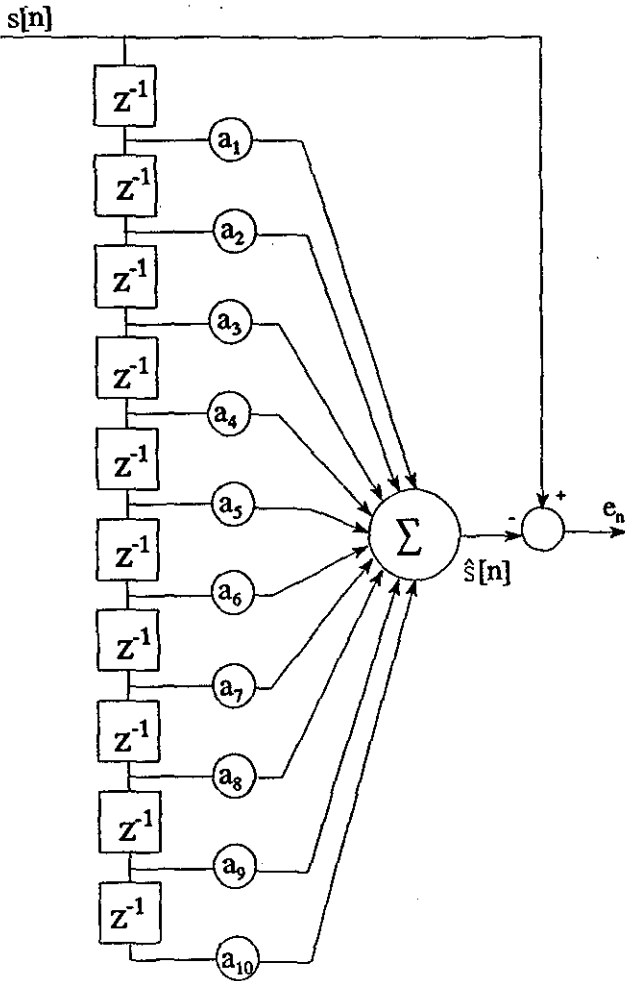 s[n]
z⁻¹
a₁
z⁻¹
a₂
z⁻¹
a₃
z⁻¹
a₄
z⁻¹
a₅
z⁻¹
a₆
z⁻¹
a₇
z⁻¹
a₈
z⁻¹
a₉
z⁻¹
a₁₀
Σ
ŝ[n]
- +
eₙ